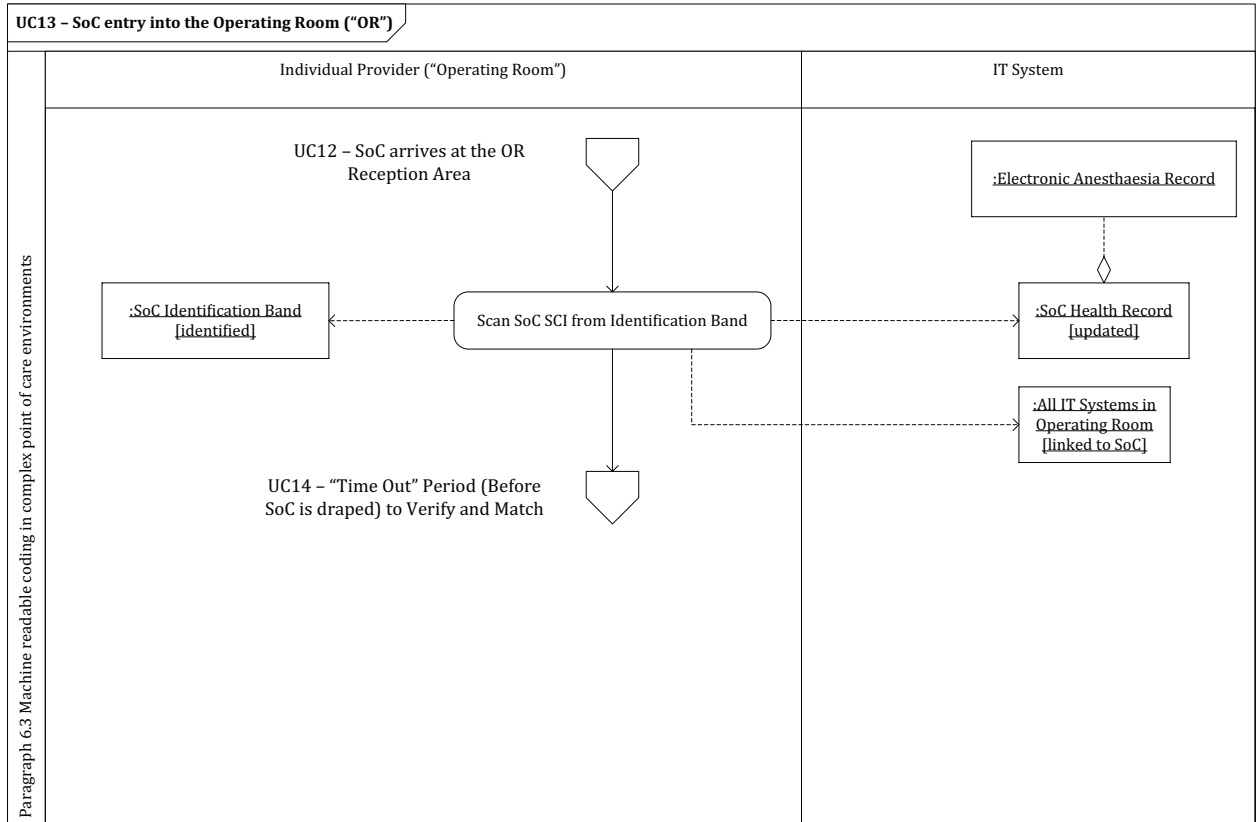 UC13 – SoC entry into the Operating Room (“OR”)
Paragraph 6.3 Machine readable coding in complex point of care environments
Individual Provider (“Operating Room”)
IT System
UC12 – SoC arrives at the OR
Reception Area
:Electronic Anesthaesia Record
:SoC Identification Band
[identified]
Scan SoC SCI from Identification Band
:SoC Health Record
[updated]
:All IT Systems in
Operating Room
[linked to SoC]
UC14 – “Time Out” Period (Before
SoC is draped) to Verify and Match